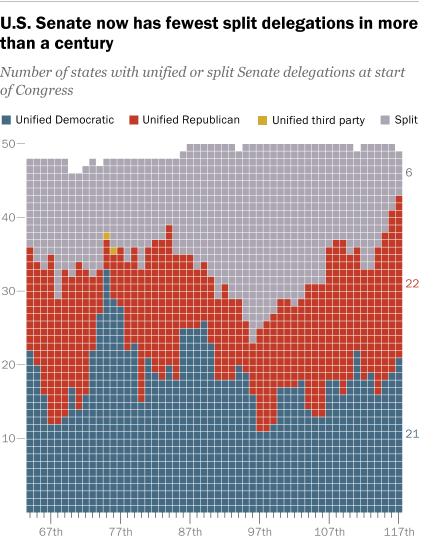 U.S. Senate now has fewest split delegations in more
than a century
Number of states with unified or split Senate delegations at start
of Congress
Unified Democratic Unified Republican Unified third party Split
50
6
40
30
22
20
21
10
67th 77th 87th 97th 107th 117th